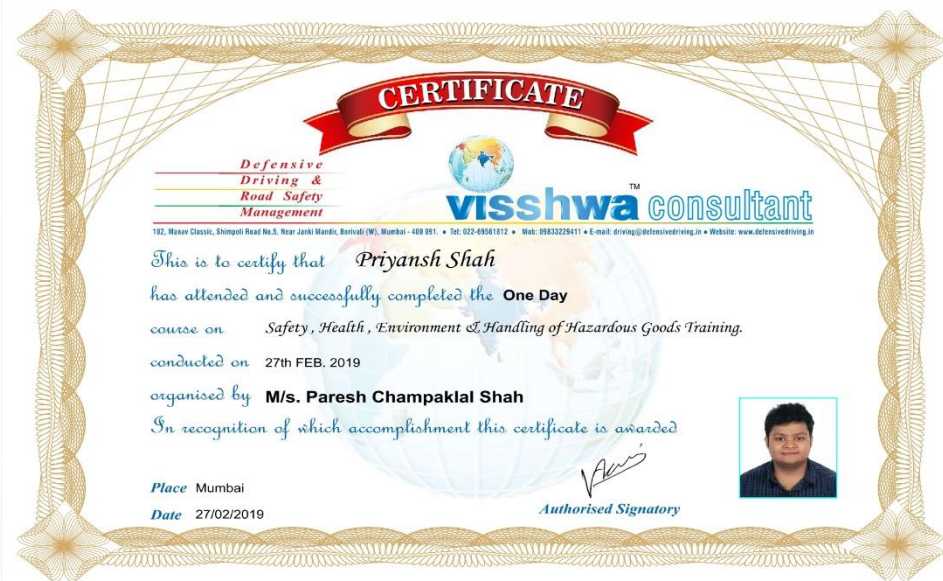 CERTIFICATE
Defensive
Driving &
Road Safety
Management
visshwa consultant
TM
102, Manav Classic, Shimpoli Road No.5, Near Janki Mandir, Borivali (W), Mumbai - 400 091. • Tel: 022-69561812 • Mob: 09833229411 • E-mail: driving@defensivedriving.in • Website: www.defensivedriving.in
This is to certify that Priyansh Shah
has attended and successfully completed the One Day
course on Safety , Health , Environment & Handling of Hazardous Goods Training.
conducted on 27th FEB. 2019
organised by M/s. Paresh Champaklal Shah
In recognition of which accomplishment this certificate is awarded
Place Mumbai
Date 27/02/2019
Authorised Signatory